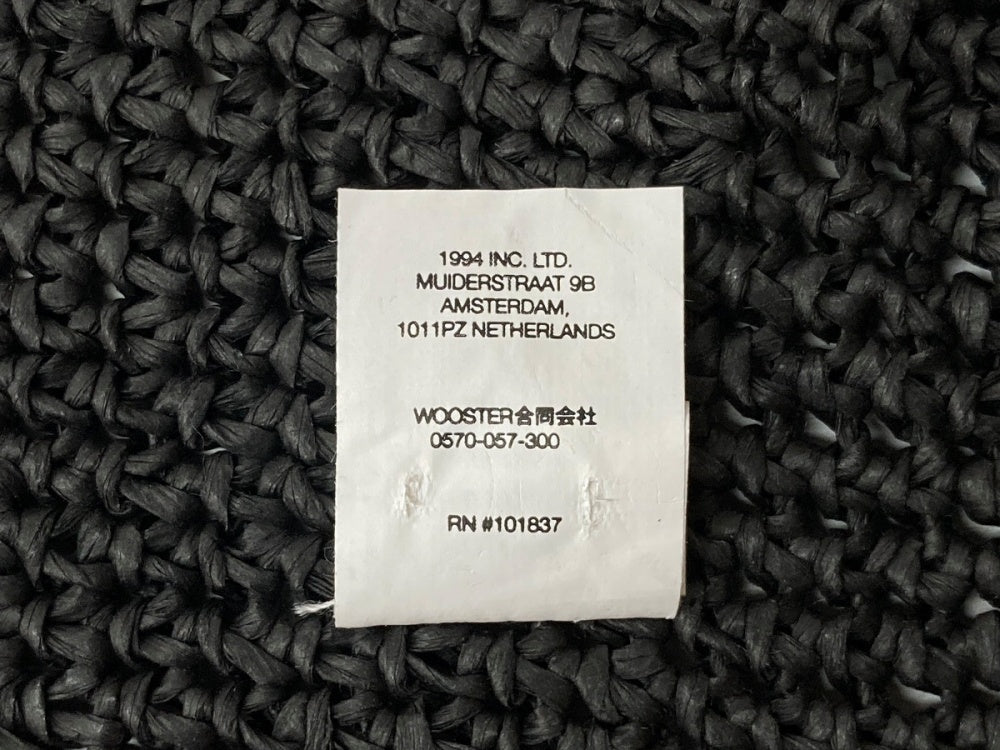 1994 INC. LTD.
MUIDERSTRAAT 9B
AMSTERDAM,
1011PZ NETHERLANDS
WOOSTER合同会社
0570-057-300
RN #101837